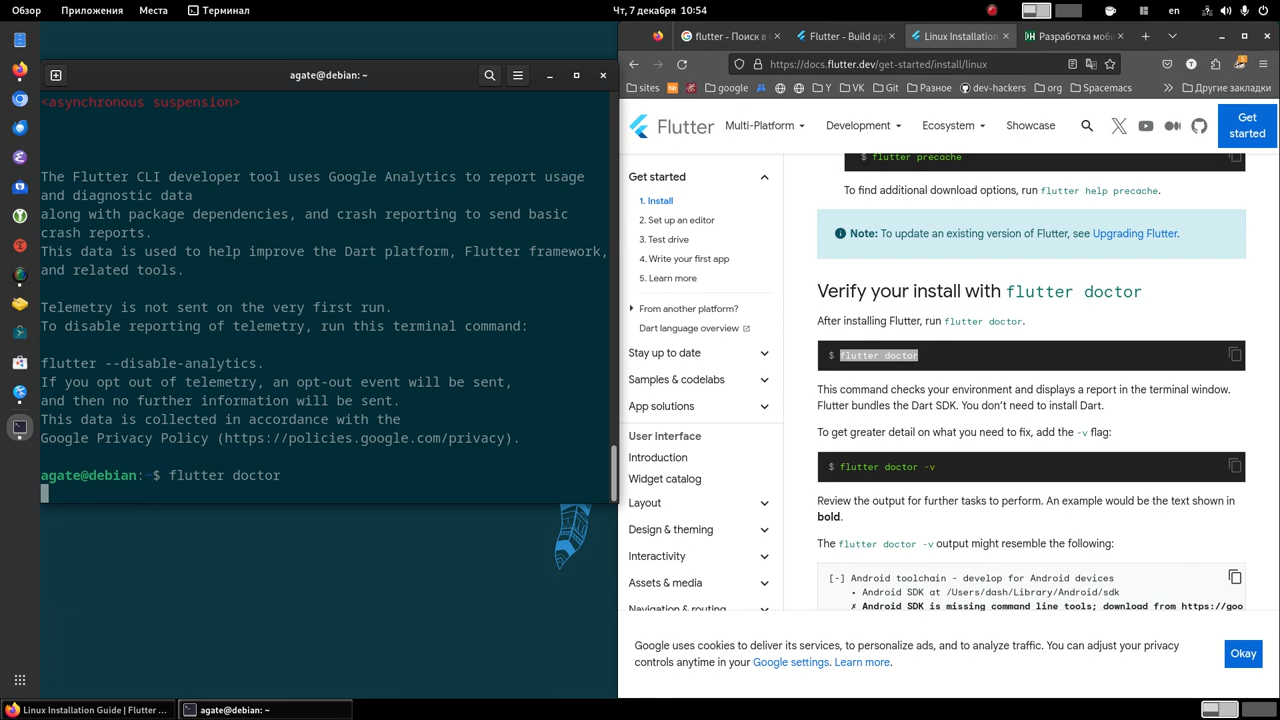 Обзор Приложения Места Терминал Чт, 7 декабря 10:54 en
agate@debian: ~
<asynchronous suspension>
The Flutter CLI developer tool uses Google Analytics to report usage
and diagnostic data
along with package dependencies, and crash reporting to send basic
crash reports.
This data is used to help improve the Dart platform, Flutter framework,
and related tools.
Telemetry is not sent on the very first run.
To disable reporting of telemetry, run this terminal command:
flutter --disable-analytics.
If you opt out of telemetry, an opt-out event will be sent,
and then no further information will be sent.
This data is collected in accordance with the
Google Privacy Policy (https://policies.google.com/privacy).
agate@debian:~$ flutter doctor
flutter - Поиск в G Flutter - Build ap Linux Installation Разработка моби
https://docs.flutter.dev/get-started/install/linux
sites google Y VK Git Разное dev-hackers org Spacemacs Другие закладки
Flutter Multi-Platform Development Ecosystem Showcase
Get
started
Get started
1. Install
2. Set up an editor
3. Test drive
4. Write your first app
5. Learn more
From another platform?
Dart language overview
Stay up to date
Samples & codelabs
App solutions
User Interface
Introduction
Widget catalog
Layout
Design & theming
Interactivity
Assets & media
Navigation & routing
$ flutter precache
To find additional download options, run flutter help precache.
Note: To update an existing version of Flutter, see Upgrading Flutter.
Verify your install with flutter doctor
After installing Flutter, run flutter doctor.
$ flutter doctor
This command checks your environment and displays a report in the terminal window.
Flutter bundles the Dart SDK. You don’t need to install Dart.
To get greater detail on what you need to fix, add the -v flag:
$ flutter doctor -v
Review the output for further tasks to perform. An example would be the text shown in
bold.
The flutter doctor -v output might resemble the following:
[-] Android toolchain - develop for Android devices
• Android SDK at /Users/dash/Library/Android/sdk
✗ Android SDK is missing command line tools; download from https://goo
Google uses cookies to deliver its services, to personalize ads, and to analyze traffic. You can adjust your privacy
controls anytime in your Google settings. Learn more.
Okay
Linux Installation Guide | Flutter ... agate@debian: ~